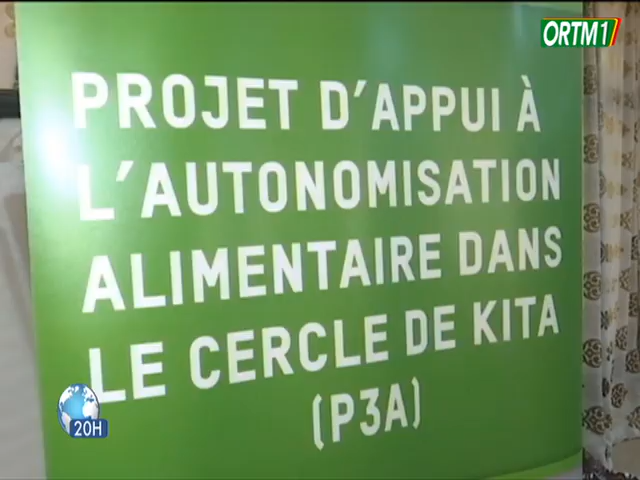 ORTM1
PROJET D'APPUI À
L'AUTONOMISATION
ALIMENTAIRE DANS
LE CERCLE DE KITA
(P3A)
20H